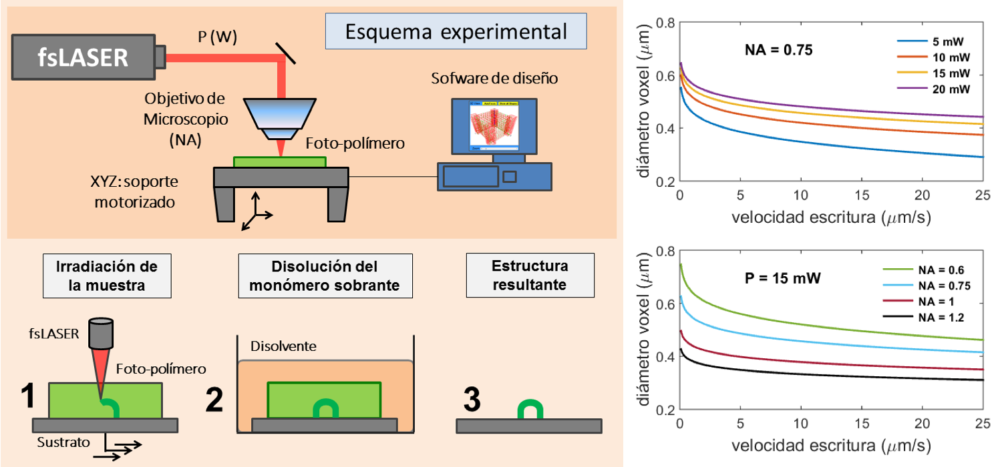 Esquema experimental
P (W)
fsLASER
Objetivo de
Microscopio
(NA)
Foto-polímero
Sofware de diseño
XYZ: soporte
motorizado
Irradiación de
la muestra
Disolución del
monómero sobrante
Estructura
resultante
fsLASER
Foto-polímero
1
Sustrato
Disolvente
2
3
diámetro voxel (μm)
0.8
0.6
0.4
0.2
NA = 0.75
5 mW
10 mW
15 mW
20 mW
0 5 10 15 20 25
velocidad escritura (μm/s)
diámetro voxel (μm)
0.8
0.6
0.4
0.2
P = 15 mW
NA = 0.6
NA = 0.75
NA = 1
NA = 1.2
0 5 10 15 20 25
velocidad escritura (μm/s)